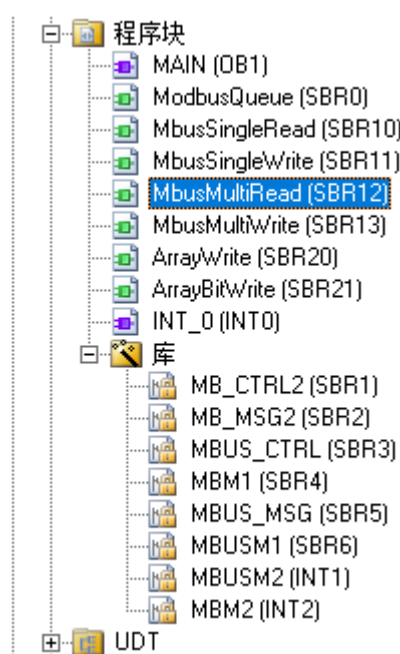 程序块
MAIN (OB1)
ModbusQueue (SBR0)
MbusSingleRead (SBR10)
MbusSingleWrite (SBR11)
MbusMultiRead (SBR12)
MbusMultiWrite (SBR13)
ArrayWrite (SBR20)
ArrayBitWrite (SBR21)
INT_0 (INT0)
库
MB_CTRL2 (SBR1)
MB_MSG2 (SBR2)
MBUS_CTRL (SBR3)
MBM1 (SBR4)
MBUS_MSG (SBR5)
MBUSM1 (SBR6)
MBUSM2 (INT1)
MBM2 (INT2)
UDT